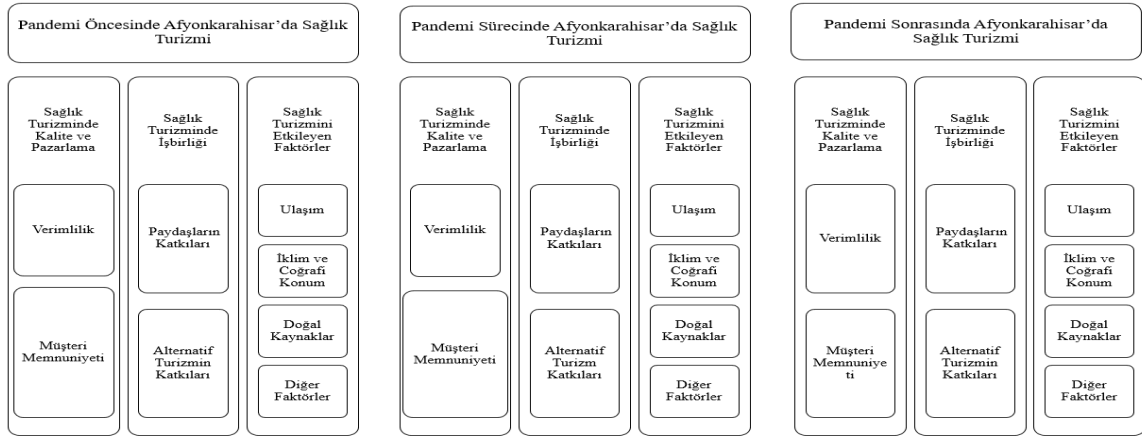 Pandemi Öncesinde Afyonkarahisar’da Sağlık
Turizmi
Sağlık
Turizminde
Kalite ve
Pazarlama
Verimlilik
Müşteri
Memnuniyeti
Sağlık
Turizminde
İşbirliği
Paydaşların
Katkıları
Alternatif
Turizmin
Katkıları
Sağlık
Turizmini
Etkileyen
Faktörler
Ulaşım
İklim ve
Coğrafi
Konum
Doğal
Kaynaklar
Diğer
Faktörler
Pandemi Sürecinde Afyonkarahisar’da Sağlık
Turizmi
Sağlık
Turizminde
Kalite ve
Pazarlama
Verimlilik
Müşteri
Memnuniyeti
Sağlık
Turizminde
İşbirliği
Paydaşların
Katkıları
Alternatif
Turizm
Katkıları
Sağlık
Turizmini
Etkileyen
Faktörler
Ulaşım
İklim ve
Coğrafi
Konum
Doğal
Kaynaklar
Diğer
Faktörler
Pandemi Sonrasında Afyonkarahisar’da
Sağlık Turizmi
Sağlık
Turizminde
Kalite ve
Pazarlama
Verimlilik
Müşteri
Memnuniye
ti
Sağlık
Turizminde
İşbirliği
Paydaşların
Katkıları
Alternatif
Turizmin
Katkıları
Sağlık
Turizmini
Etkileyen
Faktörler
Ulaşım
İklim ve
Coğrafi
Konum
Doğal
Kaynaklar
Diğer
Faktörler